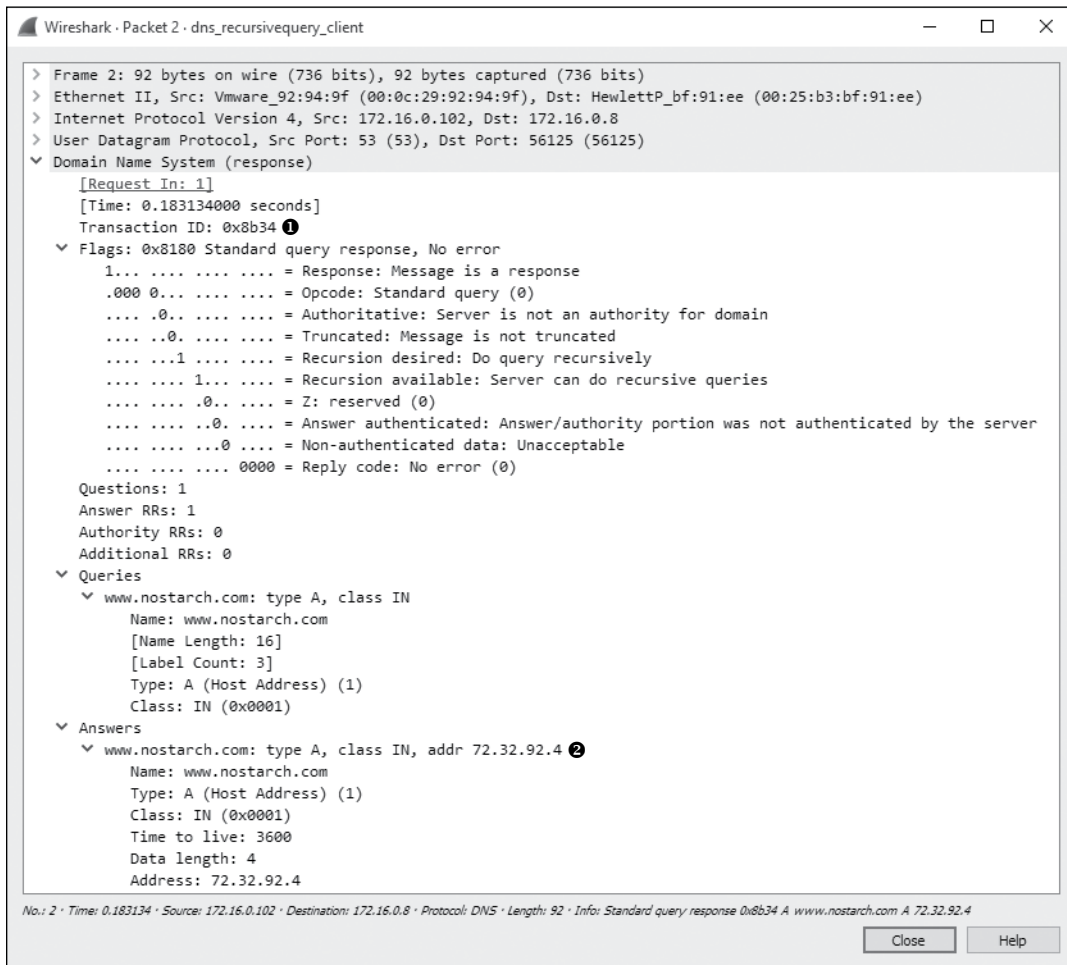 Wireshark · Packet 2 · dns_recursivequery_client
Frame 2: 92 bytes on wire (736 bits), 92 bytes captured (736 bits)
Ethernet II, Src: Vmware_92:94:9f (00:0c:29:92:94:9f), Dst: HewlettP_bf:91:ee (00:25:b3:bf:91:ee)
Internet Protocol Version 4, Src: 172.16.0.102, Dst: 172.16.0.8
User Datagram Protocol, Src Port: 53 (53), Dst Port: 56125 (56125)
Domain Name System (response)
[Request In: 1]
[Time: 0.183134000 seconds]
Transaction ID: 0x8b34 ❶
Flags: 0x8180 Standard query response, No error
1... .... .... .... = Response: Message is a response
.000 0... .... .... = Opcode: Standard query (0)
.... .0.. .... .... = Authoritative: Server is not an authority for domain
.... ..0. .... .... = Truncated: Message is not truncated
.... ...1 .... .... = Recursion desired: Do query recursively
.... .... 1... .... = Recursion available: Server can do recursive queries
.... .... .0.. .... = Z: reserved (0)
.... .... ..0. .... = Answer authenticated: Answer/authority portion was not authenticated by the server
.... .... ...0 .... = Non-authenticated data: Unacceptable
.... .... .... 0000 = Reply code: No error (0)
Questions: 1
Answer RRs: 1
Authority RRs: 0
Additional RRs: 0
Queries
www.nostarch.com: type A, class IN
Name: www.nostarch.com
[Name Length: 16]
[Label Count: 3]
Type: A (Host Address) (1)
Class: IN (0x0001)
Answers
www.nostarch.com: type A, class IN, addr 72.32.92.4 ❷
Name: www.nostarch.com
Type: A (Host Address) (1)
Class: IN (0x0001)
Time to live: 3600
Data length: 4
Address: 72.32.92.4
No.: 2 · Time: 0.183134 · Source: 172.16.0.102 · Destination: 172.16.0.8 · Protocol: DNS · Length: 92 · Info: Standard query response 0x8b34 A www.nostarch.com A 72.32.92.4
Close Help